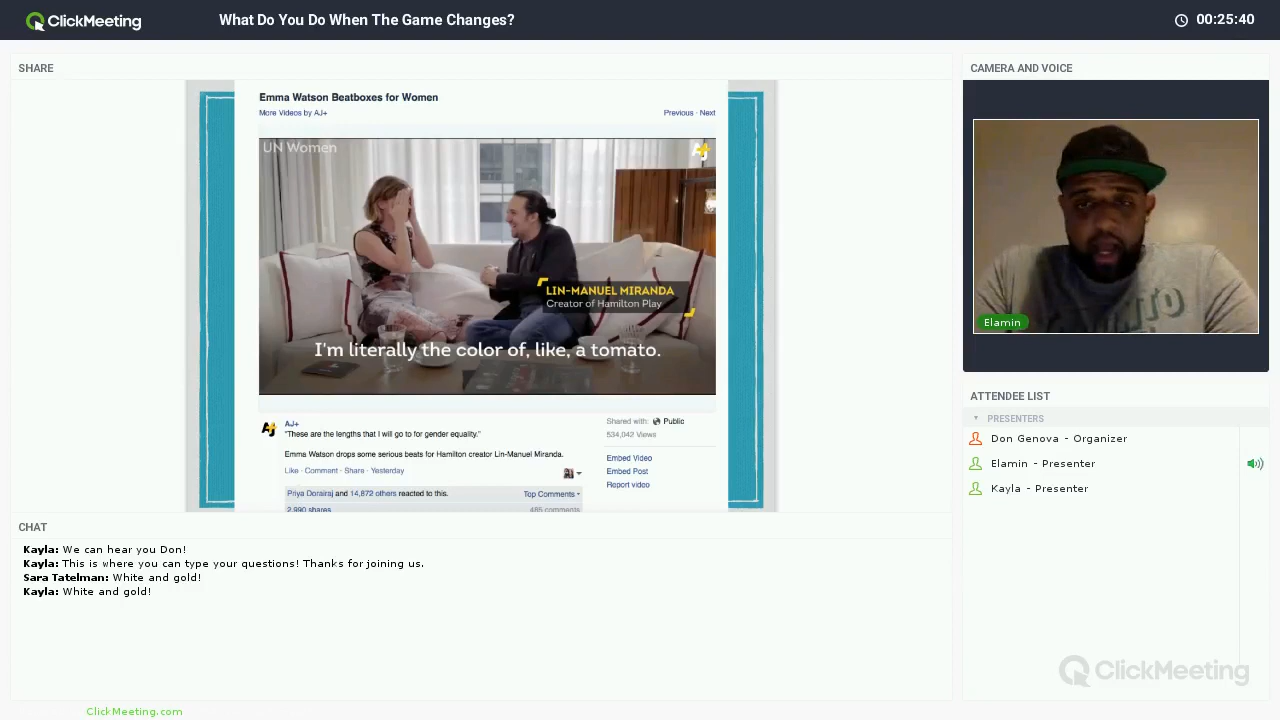 ClickMeeting
What Do You Do When The Game Changes?
00:25:40
SHARE
Emma Watson Beatboxes for Women
More Videos by AJ+
Previous · Next
UN Women
AJ+
LIN-MANUEL MIRANDA
Creator of Hamilton Play
I'm literally the color of, like, a tomato.
AJ+
"These are the lengths that I will go to for gender equality."
Emma Watson drops some serious beats for Hamilton creator Lin-Manuel Miranda.
Like · Comment · Share · Yesterday
Priya Dorairaj and 14,872 others reacted to this.
Top Comments
2,990 shares
485 comments
Shared with: Public
534,042 Views
Embed Video
Embed Post
Report video
CHAT
Kayla: We can hear you Don!
Kayla: This is where you can type your questions! Thanks for joining us.
Sara Tatelman: White and gold!
Kayla: White and gold!
ClickMeeting.com
CAMERA AND VOICE
Elamin
ATTENDEE LIST
PRESENTERS
Don Genova - Organizer
Elamin - Presenter
Kayla - Presenter
ClickMeeting